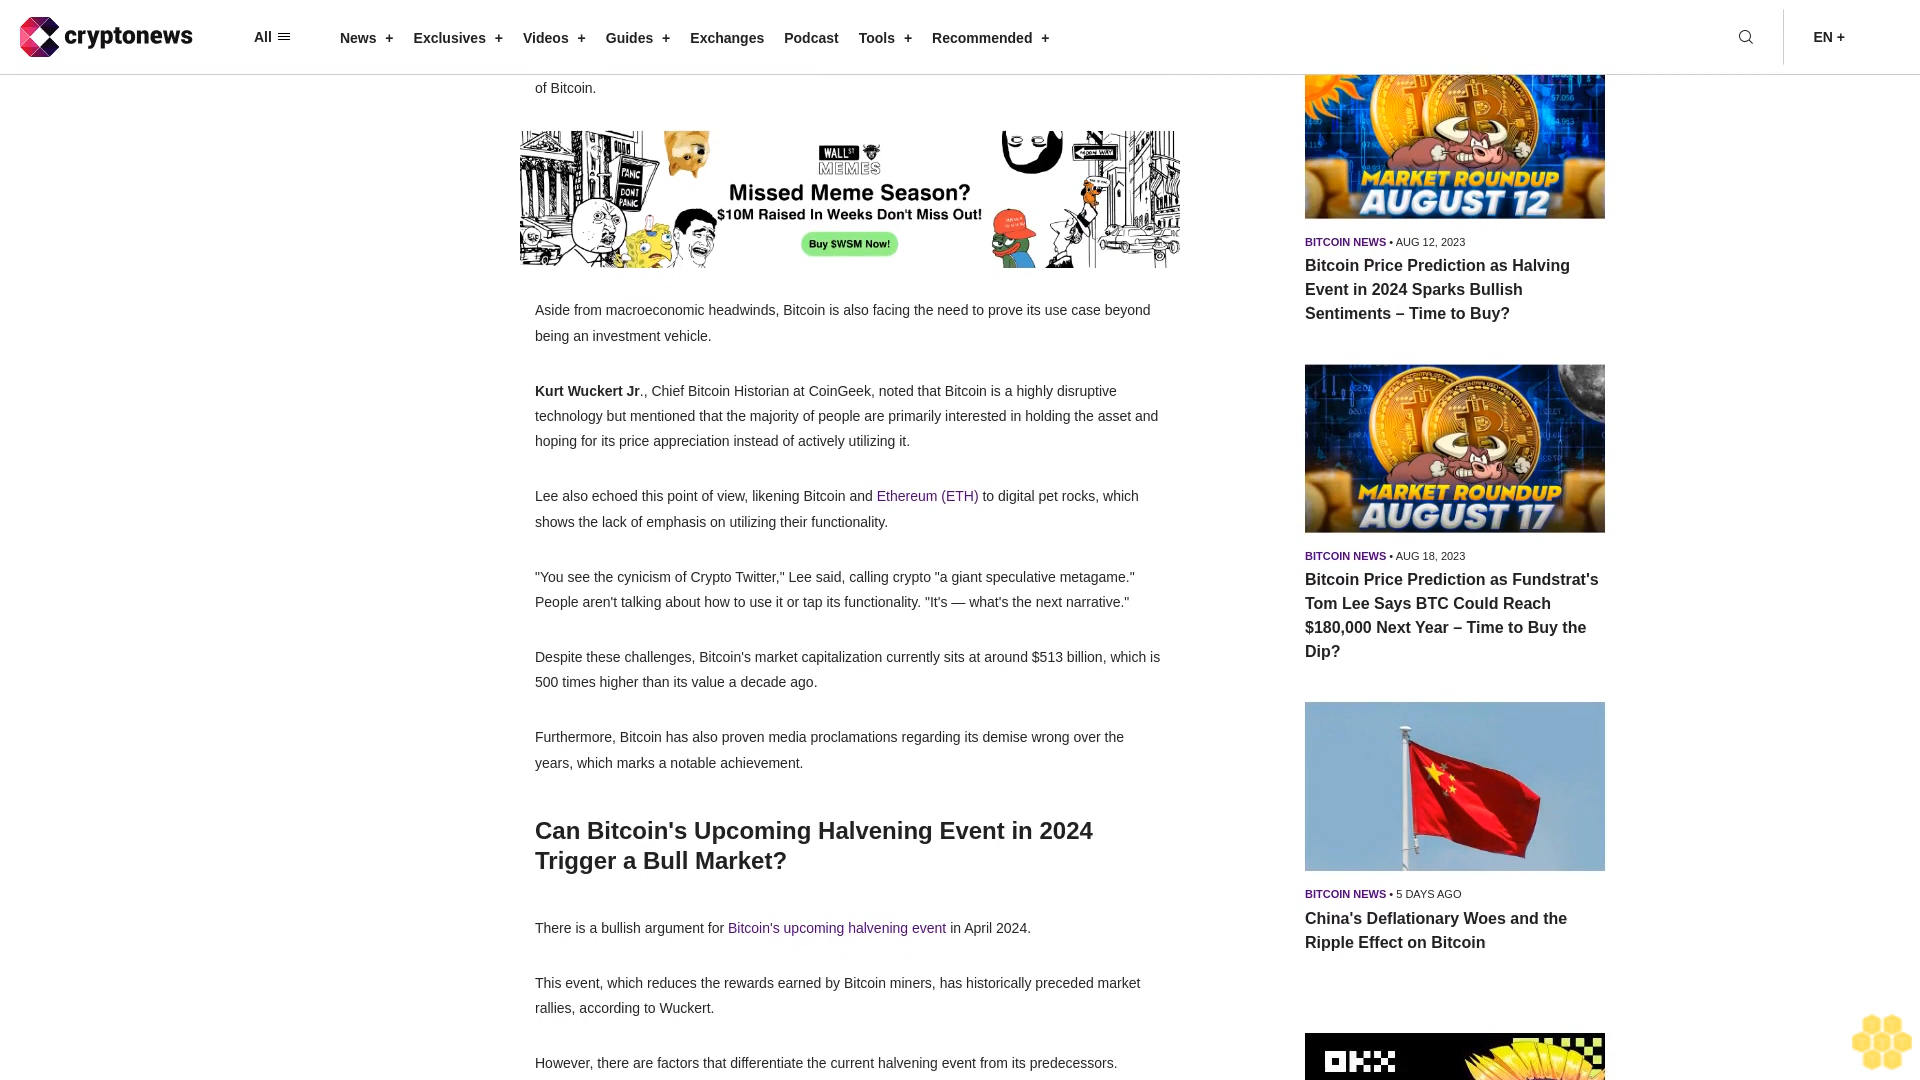 cryptonews
All
News +
Exclusives +
Videos +
Guides +
Exchanges
Podcast
Tools +
Recommended +
EN +
of Bitcoin.
PANIC
DONT
PANIC
WALL ST
MEMES
Missed Meme Season?
$10M Raised In Weeks Don't Miss Out!
Buy $WSM Now!
MOON WAY
Aside from macroeconomic headwinds, Bitcoin is also facing the need to prove its use case beyond
being an investment vehicle.
Kurt Wuckert Jr., Chief Bitcoin Historian at CoinGeek, noted that Bitcoin is a highly disruptive
technology but mentioned that the majority of people are primarily interested in holding the asset and
hoping for its price appreciation instead of actively utilizing it.
Lee also echoed this point of view, likening Bitcoin and Ethereum (ETH) to digital pet rocks, which
shows the lack of emphasis on utilizing their functionality.
"You see the cynicism of Crypto Twitter," Lee said, calling crypto "a giant speculative metagame."
People aren't talking about how to use it or tap its functionality. "It's — what's the next narrative."
Despite these challenges, Bitcoin's market capitalization currently sits at around $513 billion, which is
500 times higher than its value a decade ago.
Furthermore, Bitcoin has also proven media proclamations regarding its demise wrong over the
years, which marks a notable achievement.
Can Bitcoin's Upcoming Halvening Event in 2024
Trigger a Bull Market?
There is a bullish argument for Bitcoin's upcoming halvening event in April 2024.
This event, which reduces the rewards earned by Bitcoin miners, has historically preceded market
rallies, according to Wuckert.
However, there are factors that differentiate the current halvening event from its predecessors.
MARKET ROUNDUP
AUGUST 12
BITCOIN NEWS • AUG 12, 2023
Bitcoin Price Prediction as Halving
Event in 2024 Sparks Bullish
Sentiments – Time to Buy?
MARKET ROUNDUP
AUGUST 17
BITCOIN NEWS • AUG 18, 2023
Bitcoin Price Prediction as Fundstrat's
Tom Lee Says BTC Could Reach
$180,000 Next Year – Time to Buy the
Dip?
BITCOIN NEWS • 5 DAYS AGO
China's Deflationary Woes and the
Ripple Effect on Bitcoin
OKX